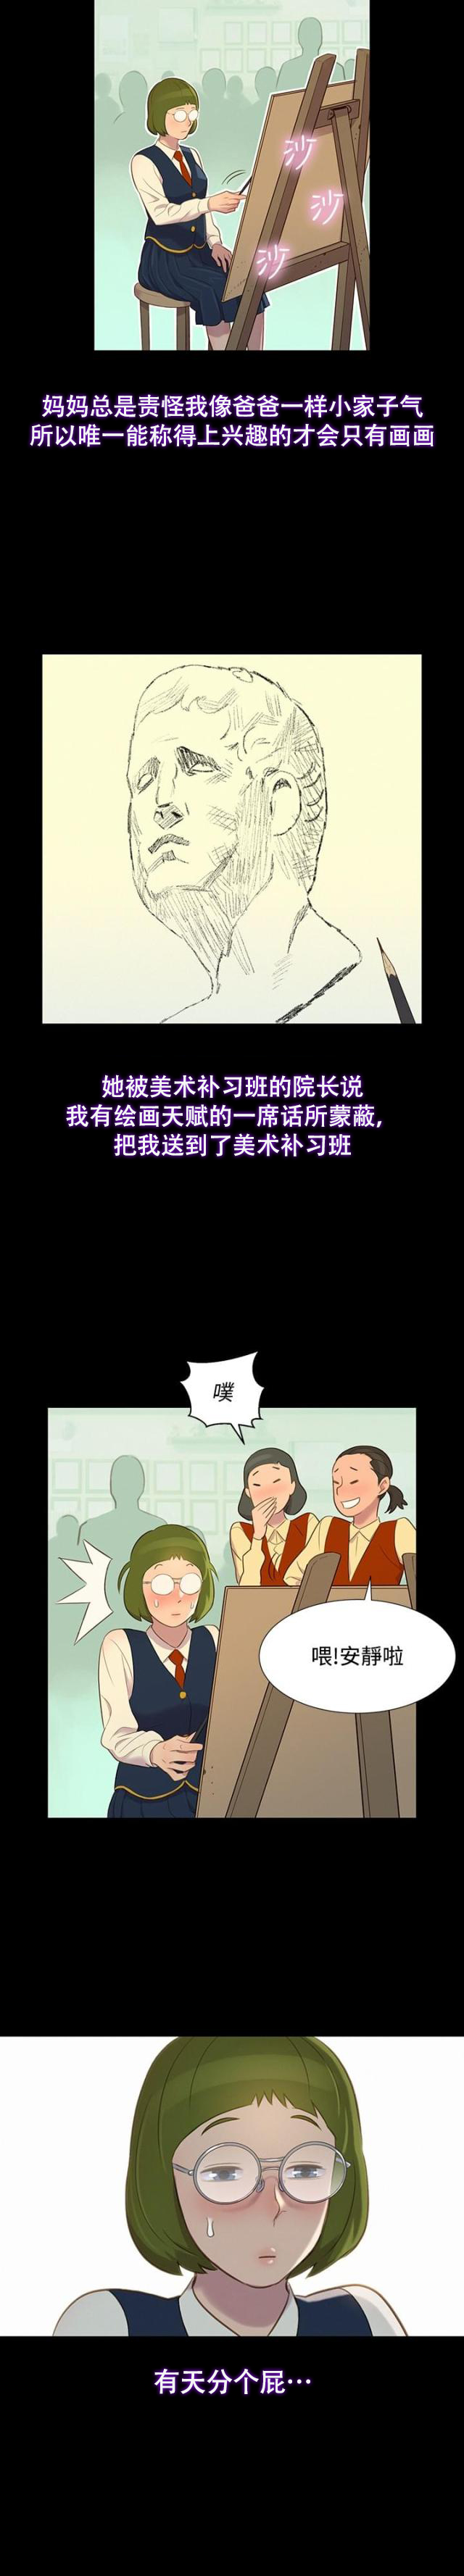 沙
沙
沙
妈妈总是责怪我像爸爸一样小家子气
所以唯一能称得上兴趣的才会只有画画
她被美术补习班的院长说
我有绘画天赋的一席话所蒙蔽,
把我送到了美术补习班
噗
喂!安靜啦
有天分个屁…